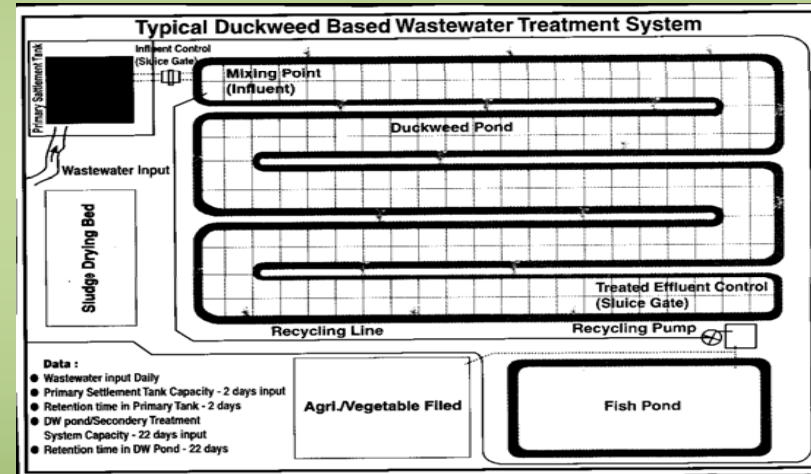 Typical Duckweed Based Wastewater Treatment System
Influent Control
(Sluice Gate)
Primary Sattlement Tank
Mixing Point
(Influent)
Duckweed Pond
Wastewater Input
Sludge Drying Bed
Treated Effluent Control
(Sluice Gate)
Recycling Line
Recycling Pump
Data :
● Wastewater input Daily
● Primary Settlement Tank Capacity - 2 days input
● Retention time in Primary Tank - 2 days
● DW pond/Secondery Treatment
System Capacity - 22 days input
● Retention time in DW Pond - 22 days
Agri./Vegetable Filed
Fish Pond